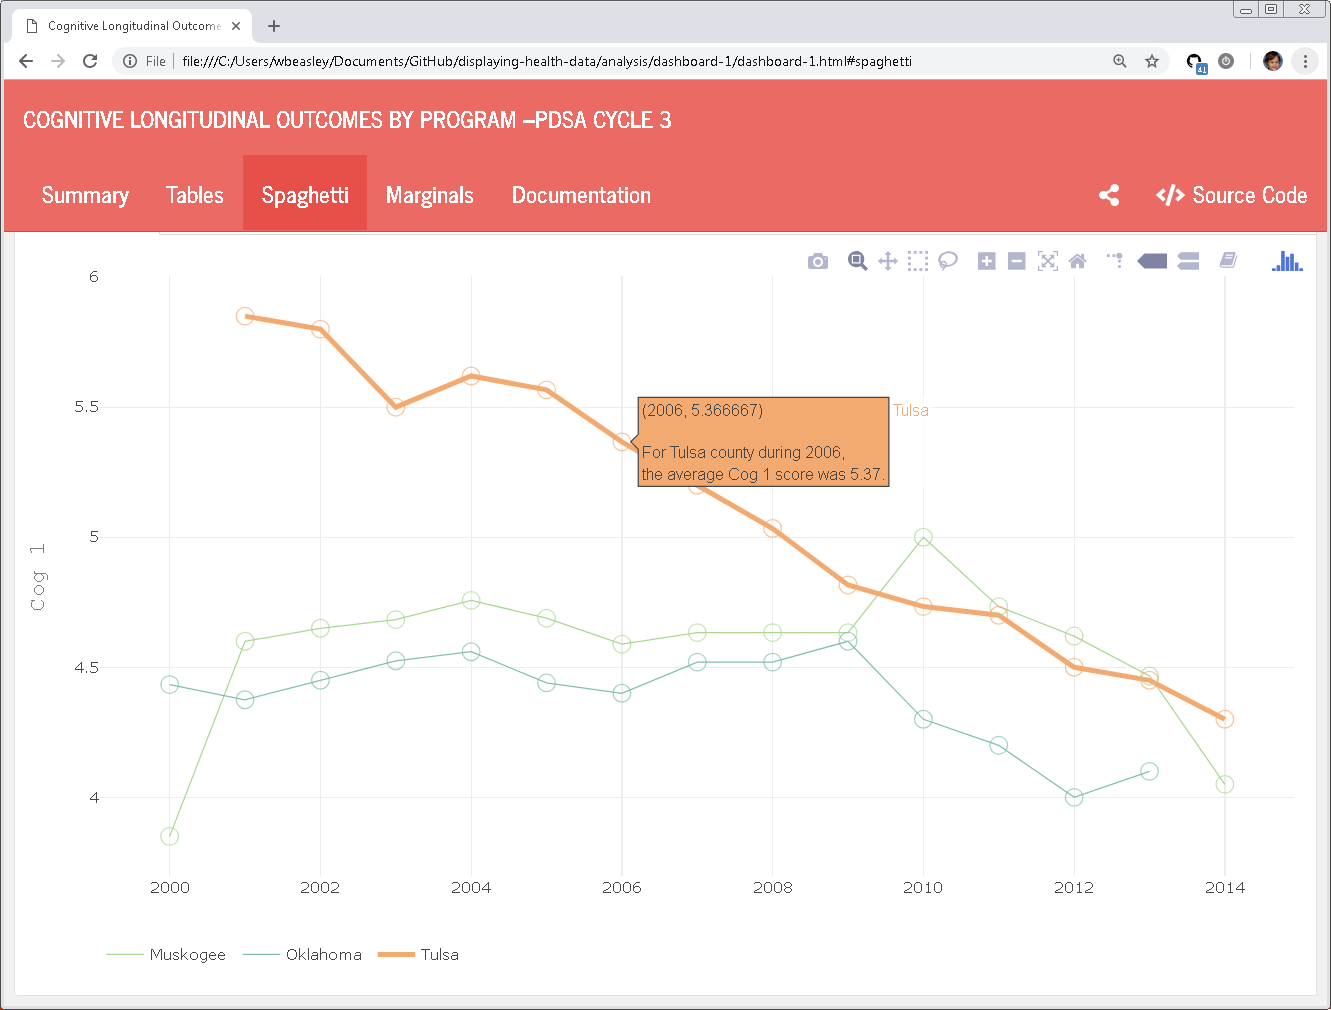 Cognitive Longitudinal Outcome
File
file:///C:/Users/wbeasley/Documents/GitHub/displaying-health-data/analysis/dashboard-1/dashboard-1.html#spaghetti
41
COGNITIVE LONGITUDINAL OUTCOMES BY PROGRAM –PDSA CYCLE 3
Summary
Tables
Spaghetti
Marginals
Documentation
Source Code
6
5.5
5
4.5
4
Cog 1
(2006, 5.366667)
For Tulsa county during 2006,
the average Cog 1 score was 5.37.
Tulsa
2000
2002
2004
2006
2008
2010
2012
2014
Muskogee
Oklahoma
Tulsa